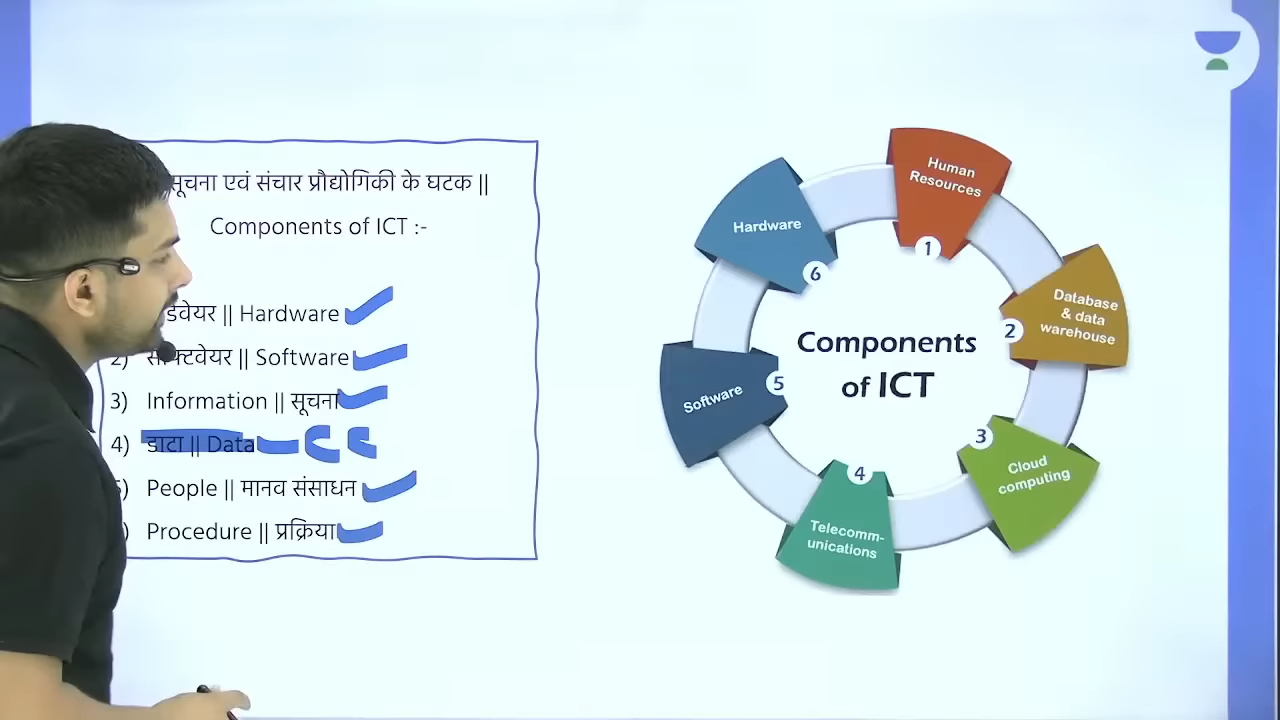 सूचना एवं संचार प्रौद्योगिकी के घटक ||
Components of ICT :-
|| Hardware
2) || Software
3) Information || सूचना
4) डाटा || Data
) People || मानव संसाधन
) Procedure || प्रक्रिया
Human
Resources
1
Database
& data
warehouse
2
3
Cloud
computing
4
Telecomm-
unications
5
Software
Hardware
6
Components
of ICT